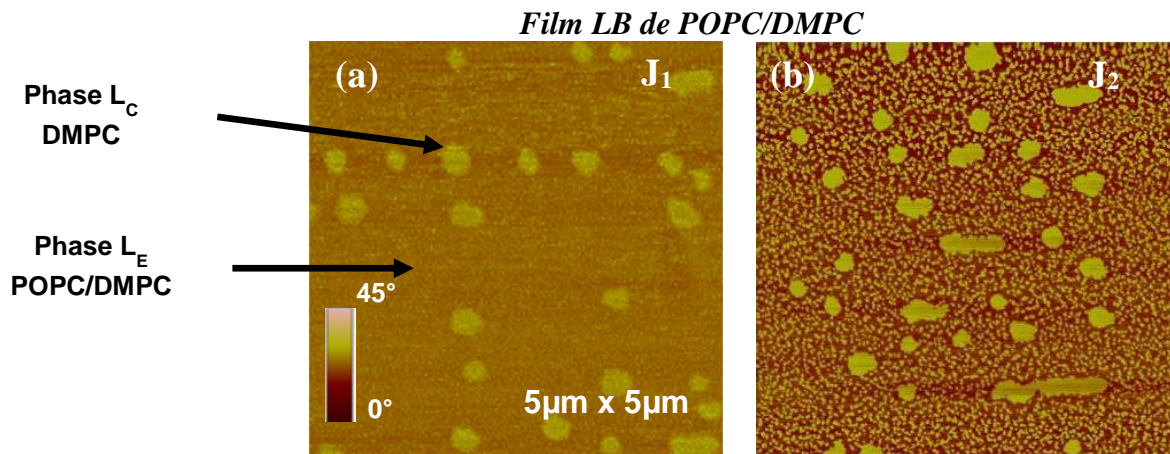 Film LB de POPC/DMPC
(a)
J1
(b)
J2
Phase LC
DMPC
Phase LE
POPC/DMPC
45°
0°
5µm x 5µm